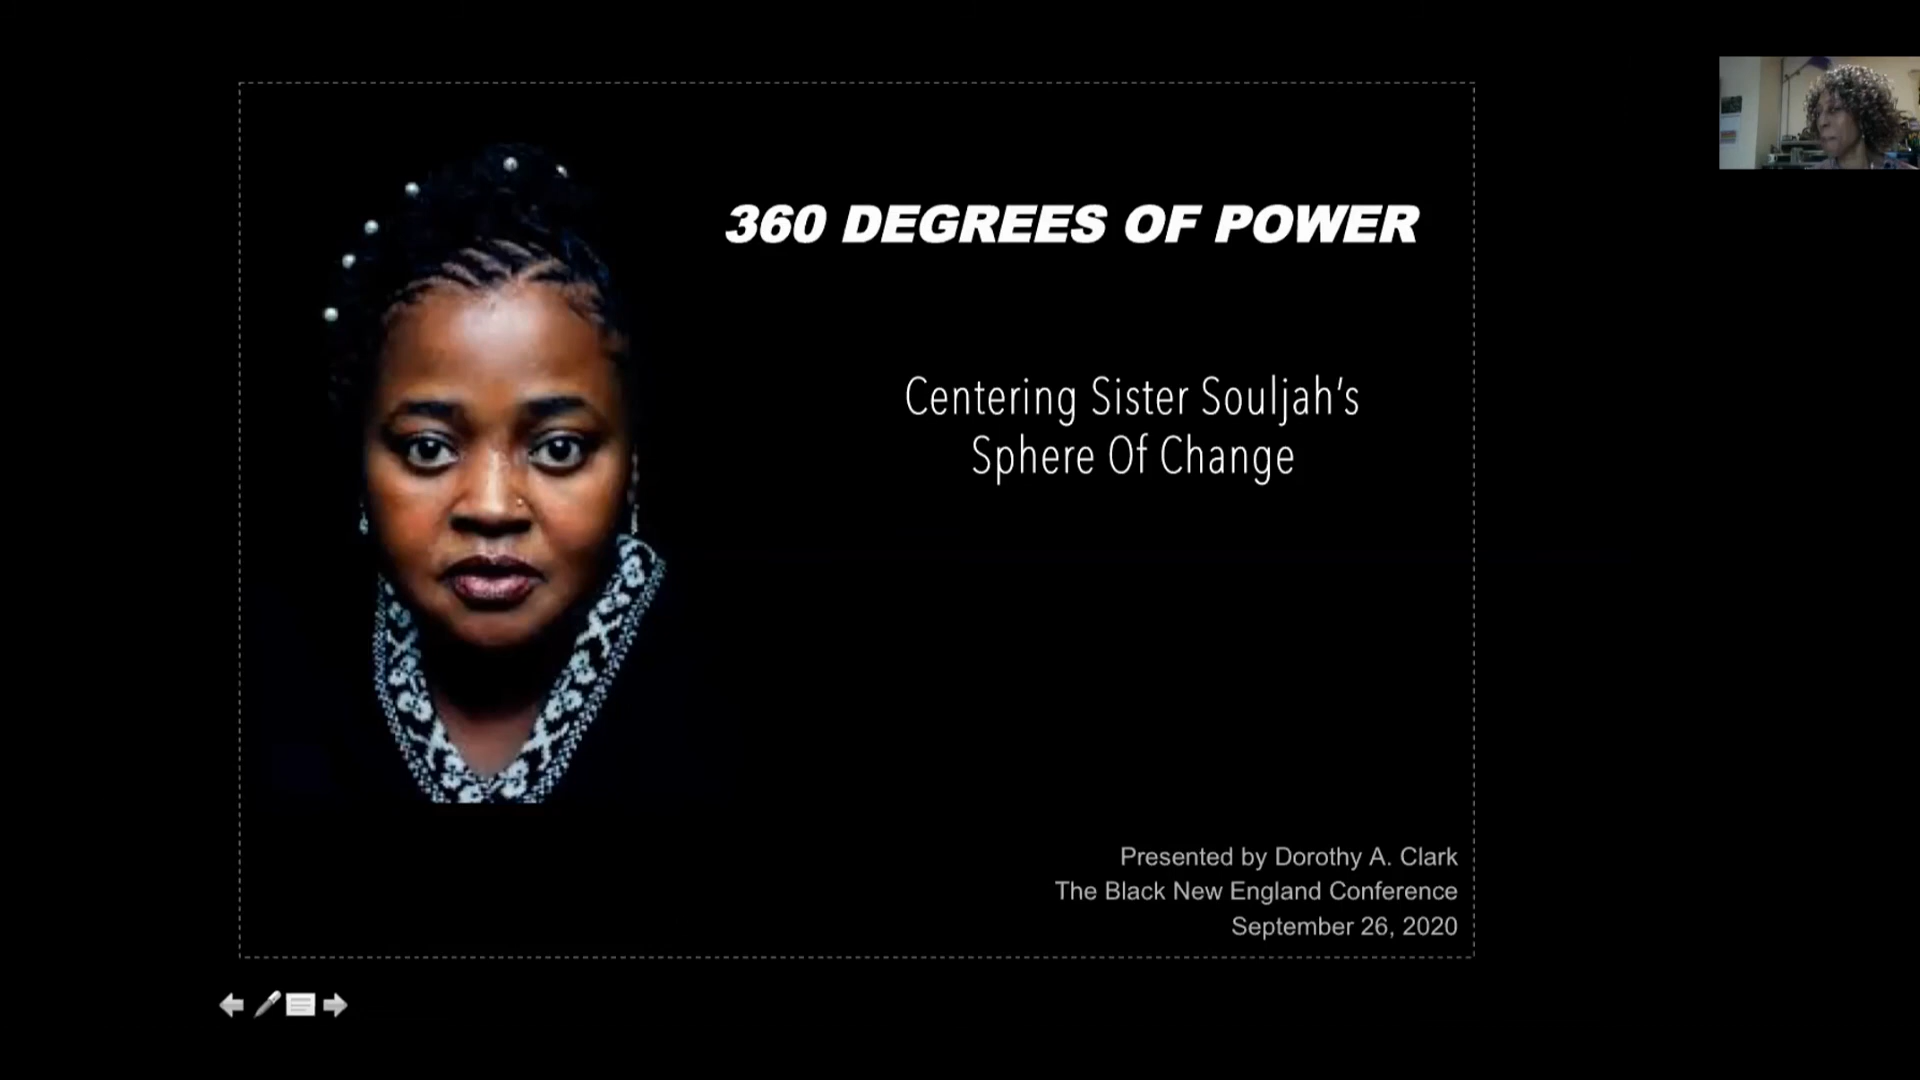 360 DEGREES OF POWER
Centering Sister Souljah’s
Sphere Of Change
Presented by Dorothy A. Clark
The Black New England Conference
September 26, 2020